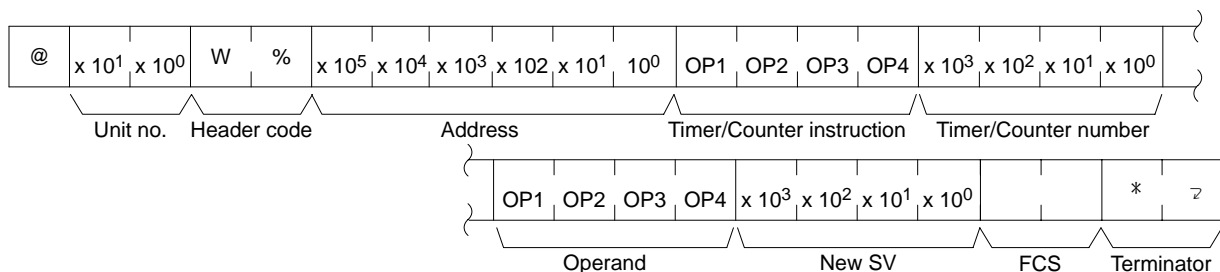 @ x 10¹ x 10⁰ W % x 10⁵ x 10⁴ x 10³ x 102 x 10¹ 10⁰ OP1 OP2 OP3 OP4 x 10³ x 10² x 10¹ x 10⁰
Unit no. Header code Address Timer/Counter instruction Timer/Counter number
OP1 OP2 OP3 OP4 x 10³ x 10² x 10¹ x 10⁰ *
Operand New SV FCS Terminator